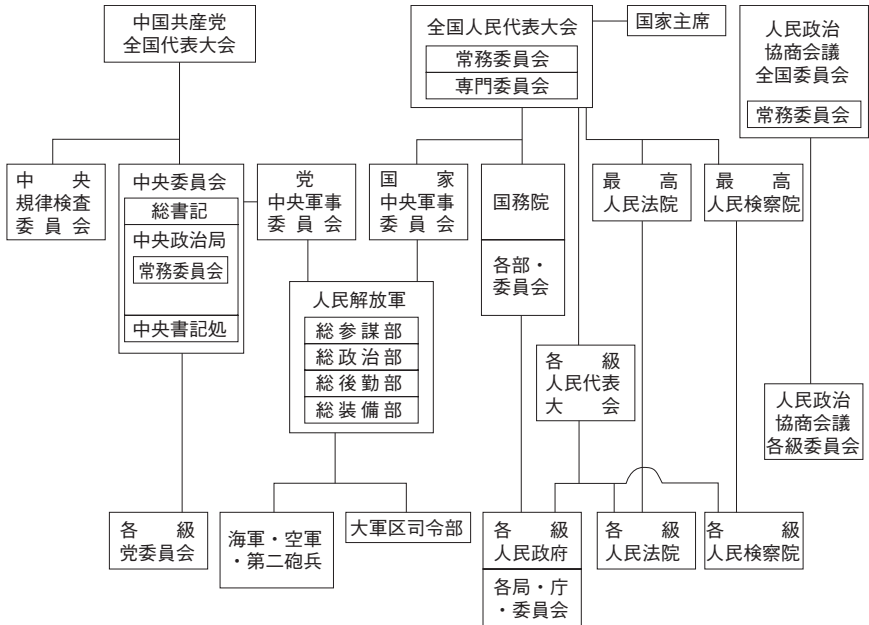 中国共産党
全国代表大会
全国人民代表大会
常務委員会
専門委員会
国家主席
人民政治
協商会議
全国委員会
常務委員会
中央
規律検査
委員会
中央委員会
総書記
中央政治局
常務委員会
中央書記処
党
中央軍事
委員会
国家
中央軍事
委員会
国務院
各部・
委員会
最高
人民法院
最高
人民検察院
人民解放軍
総参謀部
総政治部
総後勤部
総装備部
各級
人民代表
大会
人民政治
協商会議
各級委員会
各級
党委員会
海軍・空軍
・第二砲兵
大軍区司令部
各級
人民政府
各局・庁
・委員会
各級
人民法院
各級
人民検察院